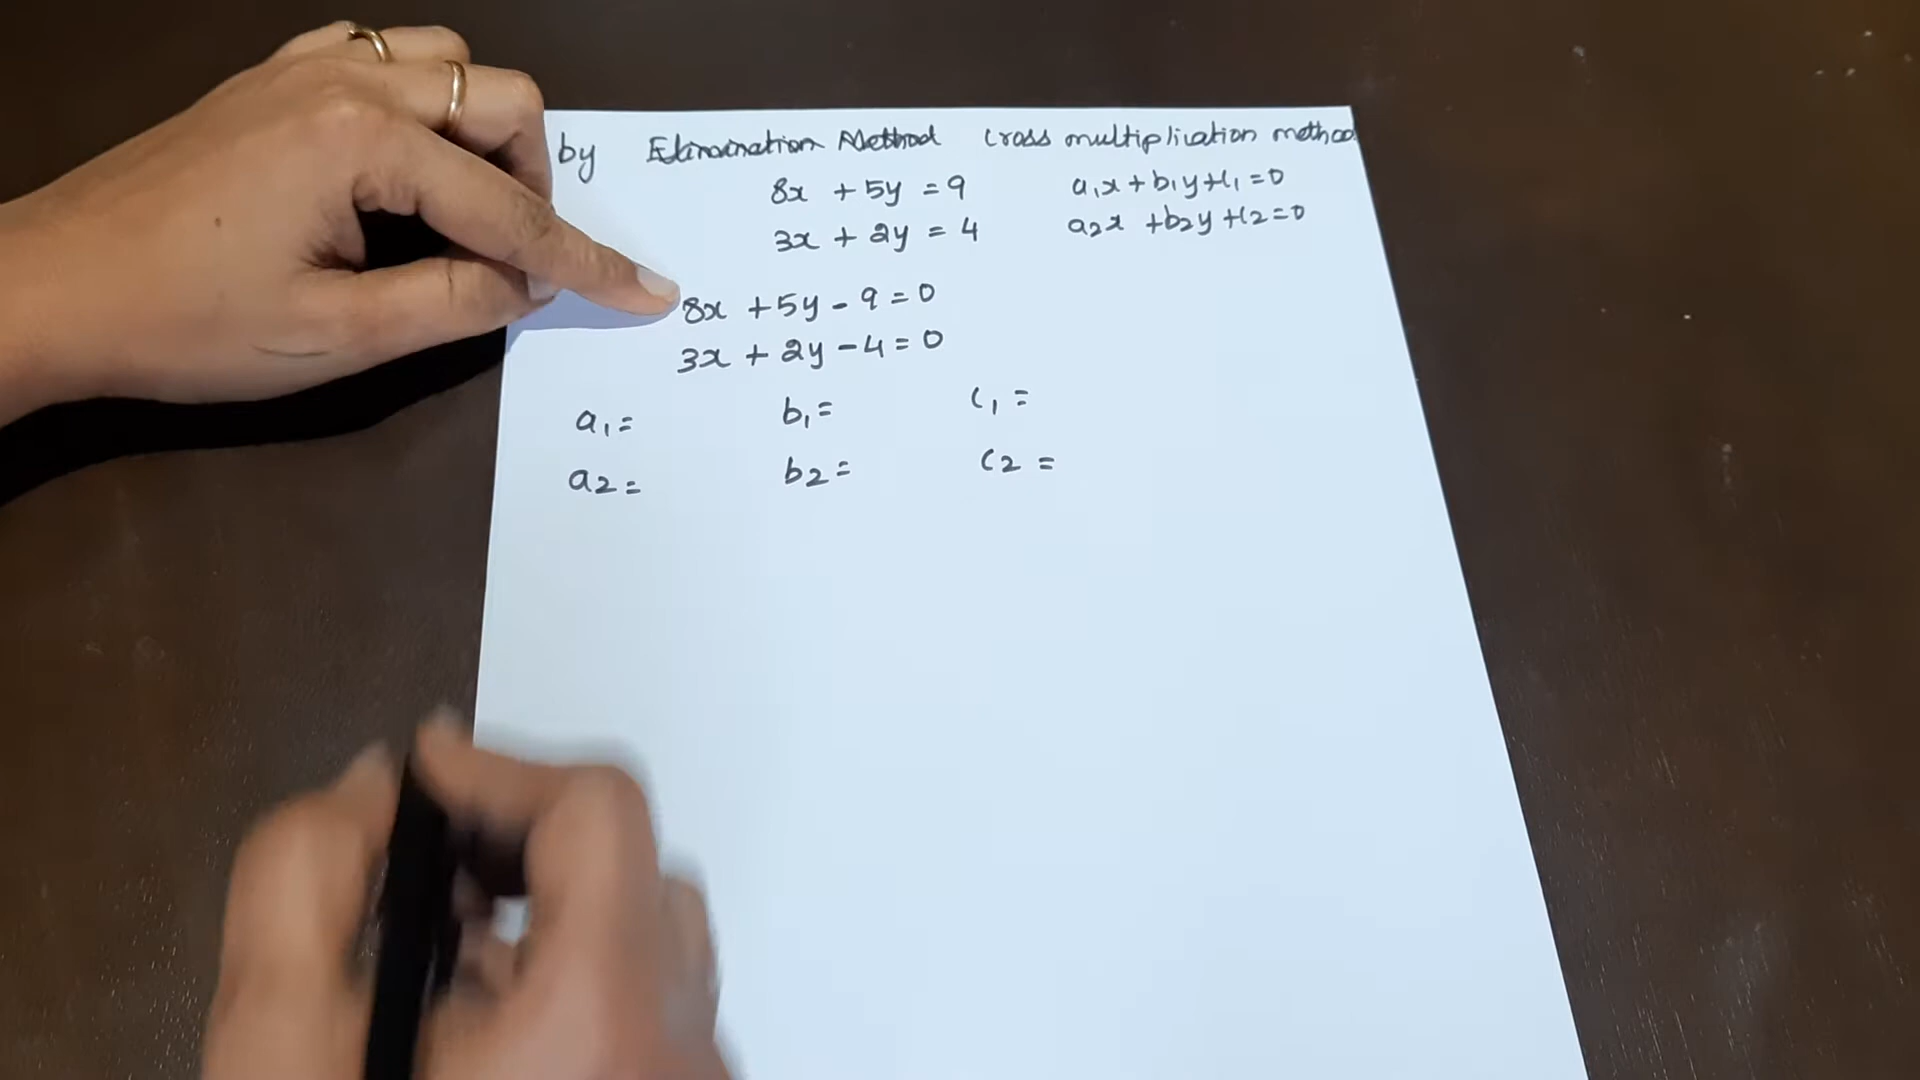 by Elimination Method Cross multiplication method
8x + 5y = 9 a₁x + b₁y + c₁ = 0
3x + 2y = 4 a₂x + b₂y + c₂ = 0
8x + 5y - 9 = 0
3x + 2y - 4 = 0
a₁ = b₁ = c₁ =
a₂ = b₂ = c₂ =